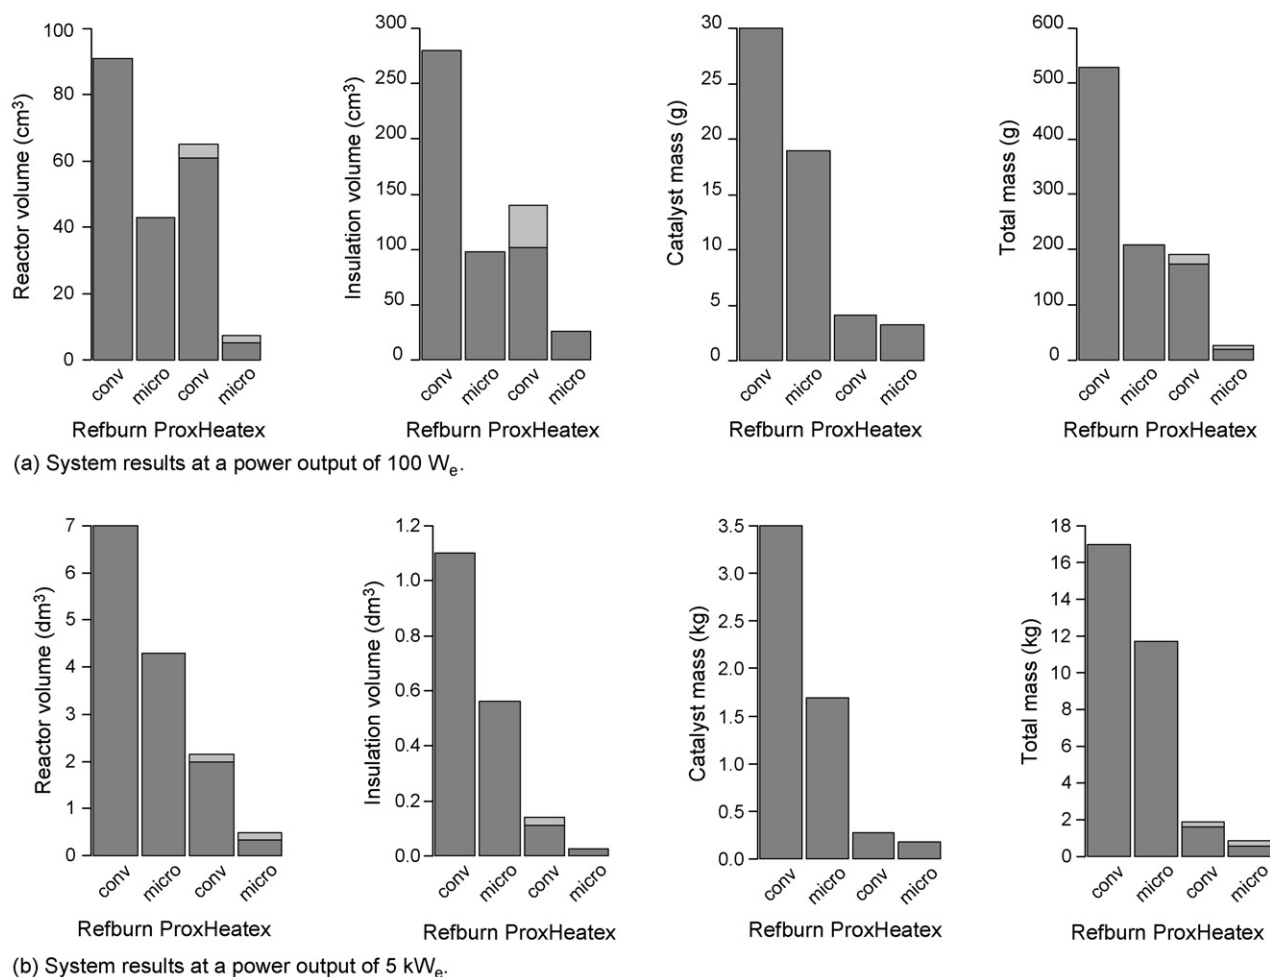 Reactor volume (cm³)
100
80
60
40
20
0
conv
micro
conv
micro
Refburn ProxHeatex
Insulation volume (cm³)
300
250
200
150
100
50
0
conv
micro
conv
micro
Refburn ProxHeatex
Catalyst mass (g)
30
25
20
15
10
5
0
conv
micro
conv
micro
Refburn ProxHeatex
Total mass (g)
600
500
400
300
200
100
0
conv
micro
conv
micro
Refburn ProxHeatex
(a) System results at a power output of 100 Wₑ.
Reactor volume (dm³)
7
6
5
4
3
2
1
0
conv
micro
conv
micro
Refburn ProxHeatex
Insulation volume (dm³)
1.2
1.0
0.8
0.6
0.4
0.2
0.0
conv
micro
conv
micro
Refburn ProxHeatex
Catalyst mass (kg)
3.5
3.0
2.5
2.0
1.5
1.0
0.5
0.0
conv
micro
conv
micro
Refburn ProxHeatex
Total mass (kg)
18
16
14
12
10
8
6
4
2
0
conv
micro
conv
micro
Refburn ProxHeatex
(b) System results at a power output of 5 kWₑ.